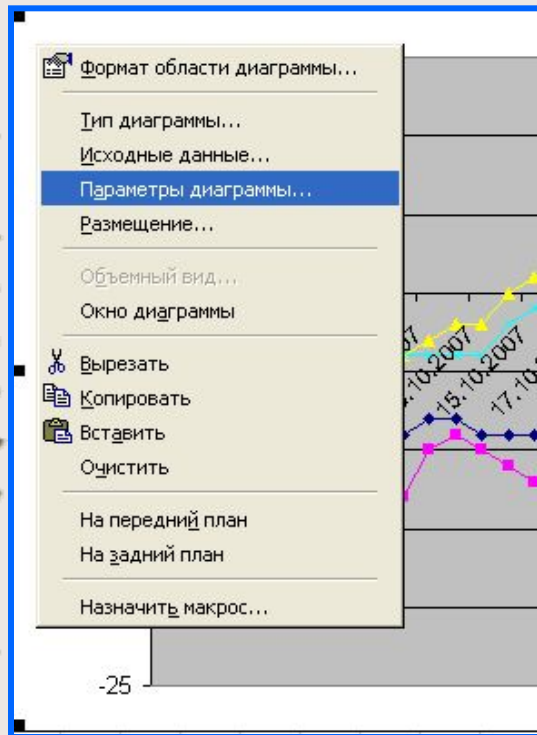 Формат области диаграммы...
Тип диаграммы...
Исходные данные...
Параметры диаграммы...
Размещение...
Объемный вид...
Окно диаграммы
Вырезать
Копировать
Вставить
Очистить
На передний план
На задний план
Назначить макрос...
15.10.2007
17.10
-25